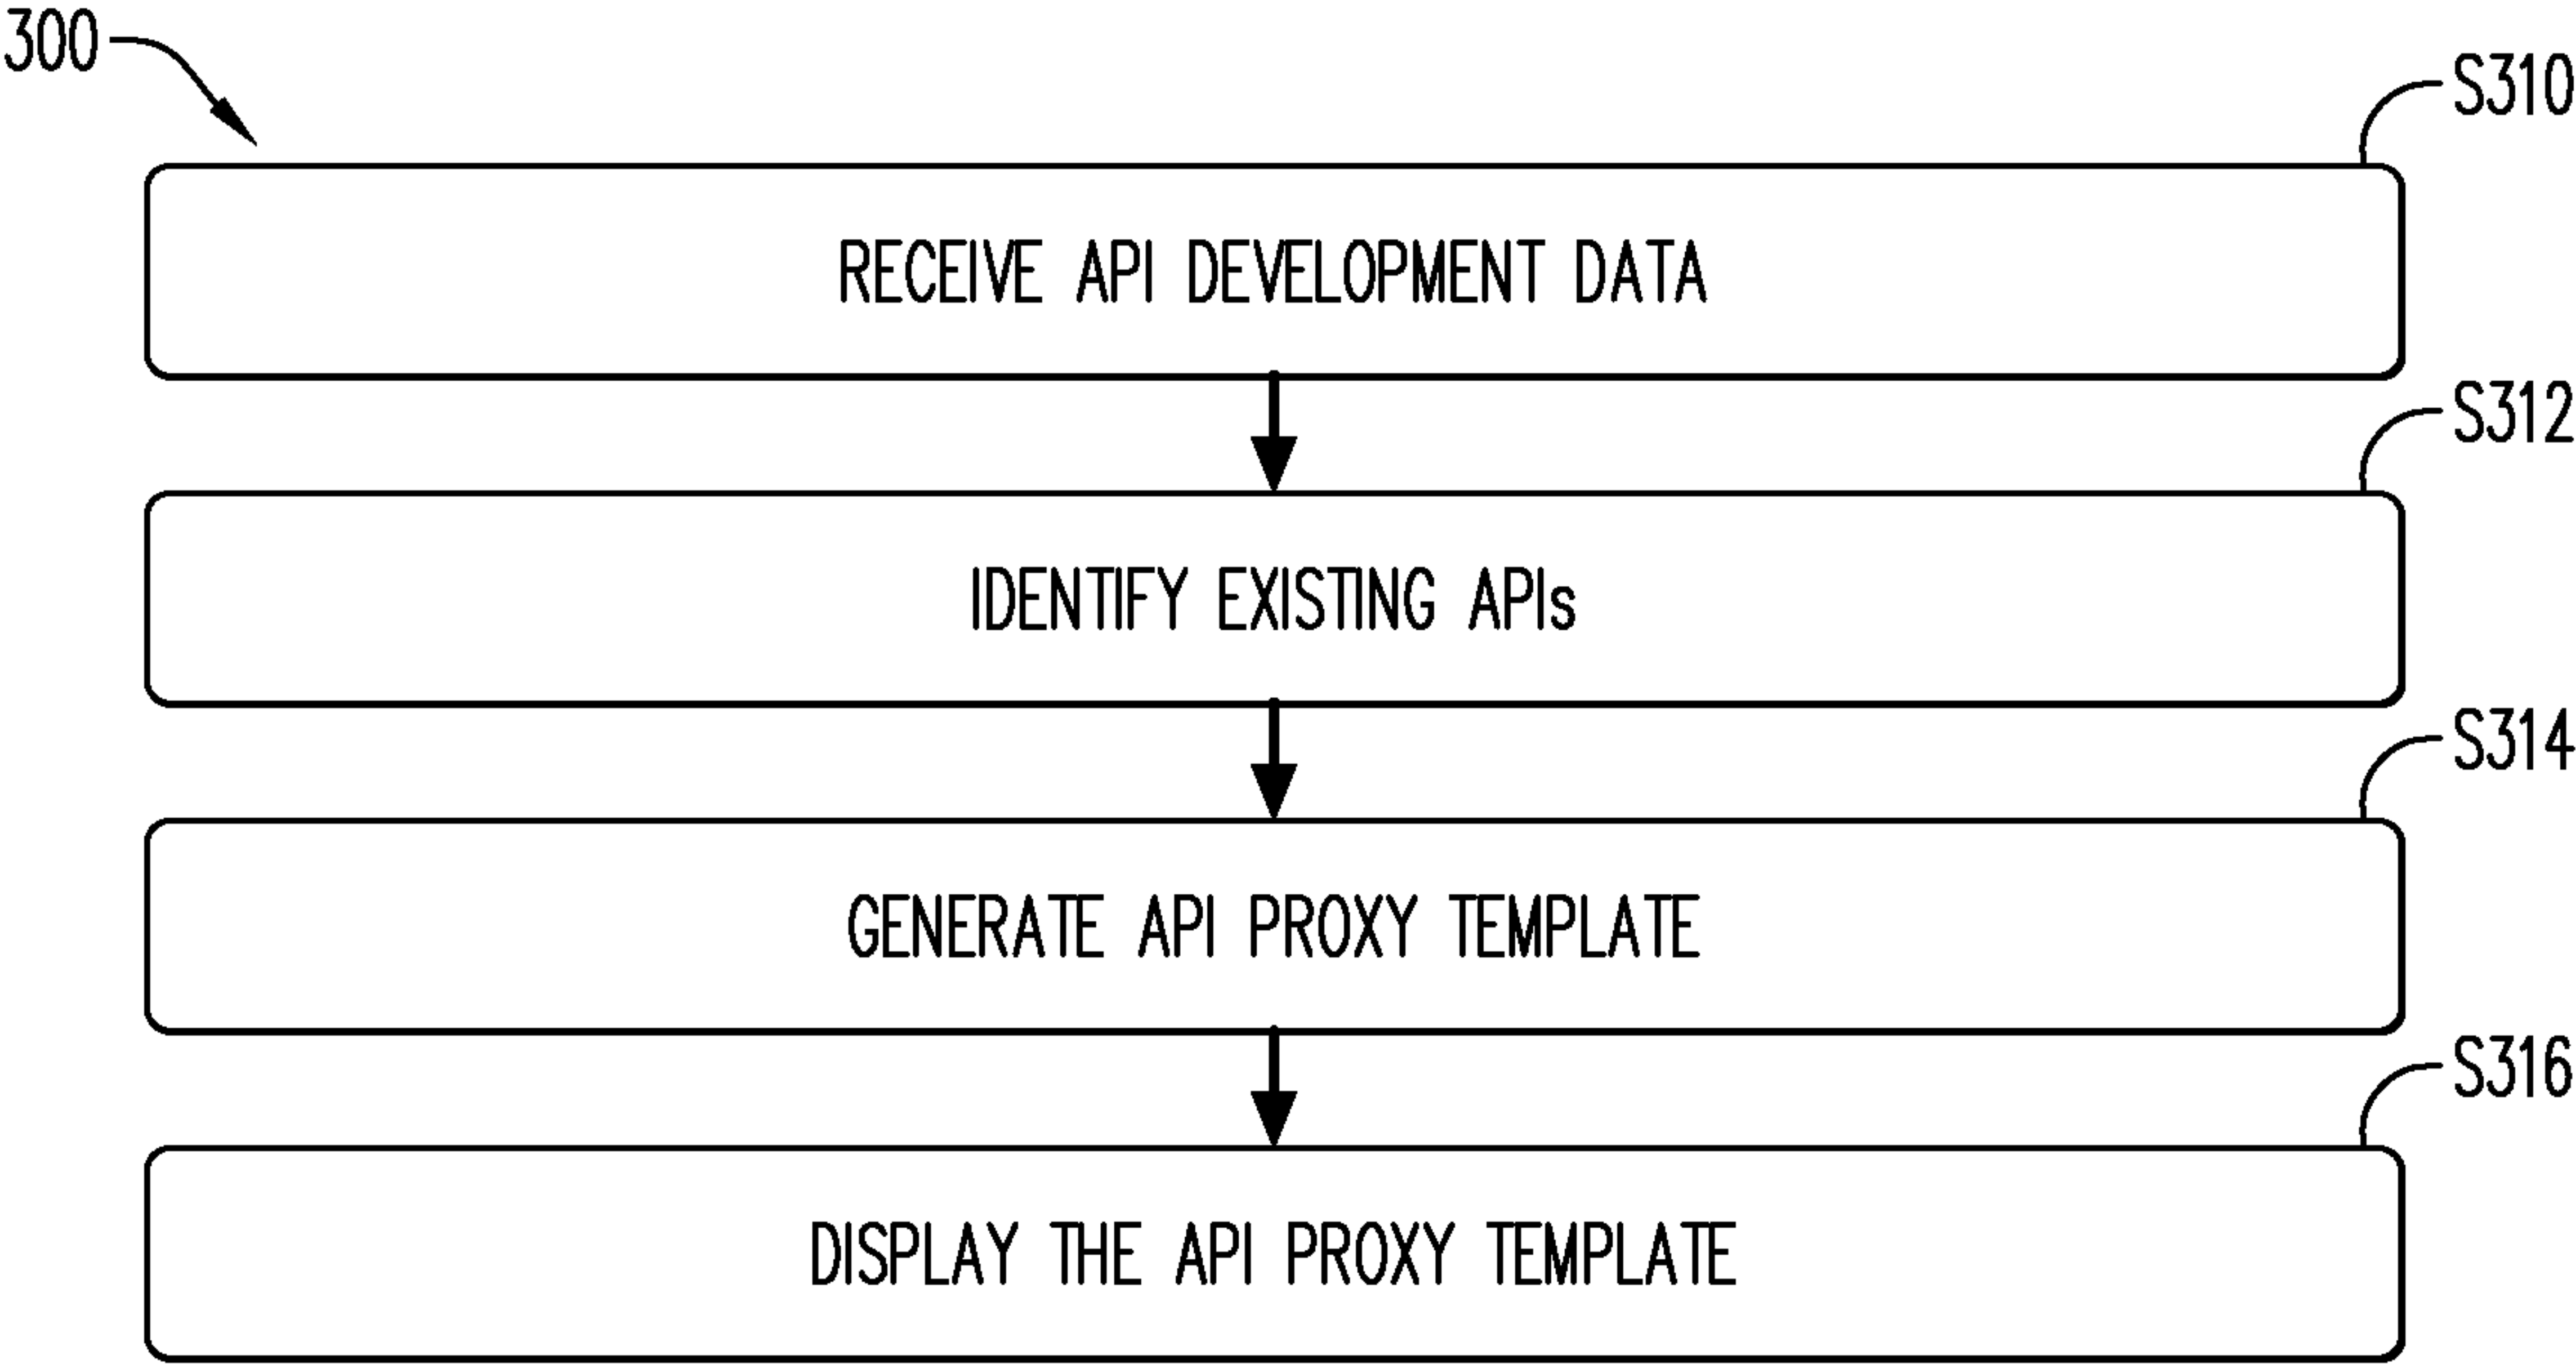 300
S310
RECEIVE API DEVELOPMENT DATA
S312
IDENTIFY EXISTING APIs
S314
GENERATE API PROXY TEMPLATE
S316
DISPLAY THE API PROXY TEMPLATE